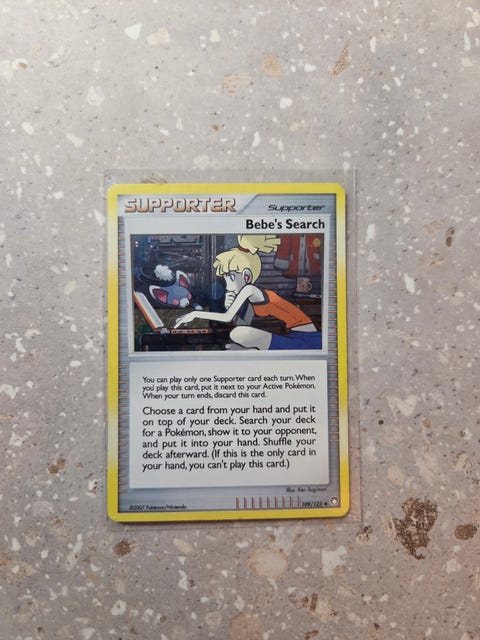 SUPPORTER Supporter
Bebe's Search
You can play only one Supporter card each turn. When
you play this card, put it next to your Active Pokémon.
When your turn ends, discard this card.
Choose a card from your hand and put it
on top of your deck. Search your deck
for a Pokémon, show it to your opponent,
and put it into your hand. Shuffle your
deck afterward. (If this is the only card in
your hand, you can't play this card.)
Illus. Ken Sugimori
©2007 Pokémon/Nintendo 109/123